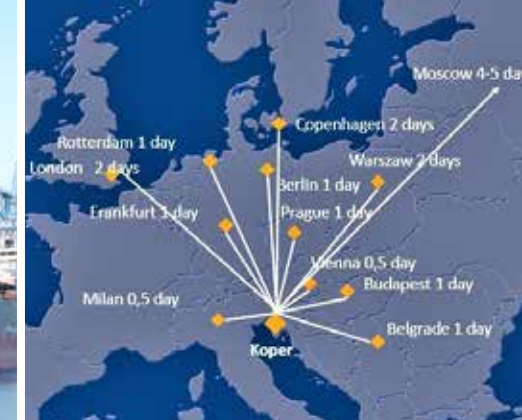 Moscow 4-5 da
Copenhagen 2 days
Rotterdam 1 day
Warszaw 2 days
London 2 days
Berlin 1 day
Frankfurt 1 day
Prague 1 day
Vienna 0,5 day
Budapest 1 day
Milan 0,5 day
Belgrade 1 day
Koper